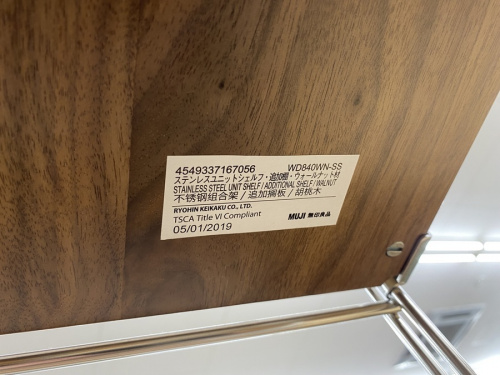 4549337167056 WD840WN-SS
ステンレスユニットシェルフ・追加棚・ウォールナット材
STAINLESS STEEL UNIT SHELF / ADDITIONAL SHELF / WALNUT
不锈钢组合架 / 追加搁板 / 胡桃木
RYOHIN KEIKAKU CO., LTD.
TSCA Title VI Compliant
MUJI 無印良品
05/01/2019